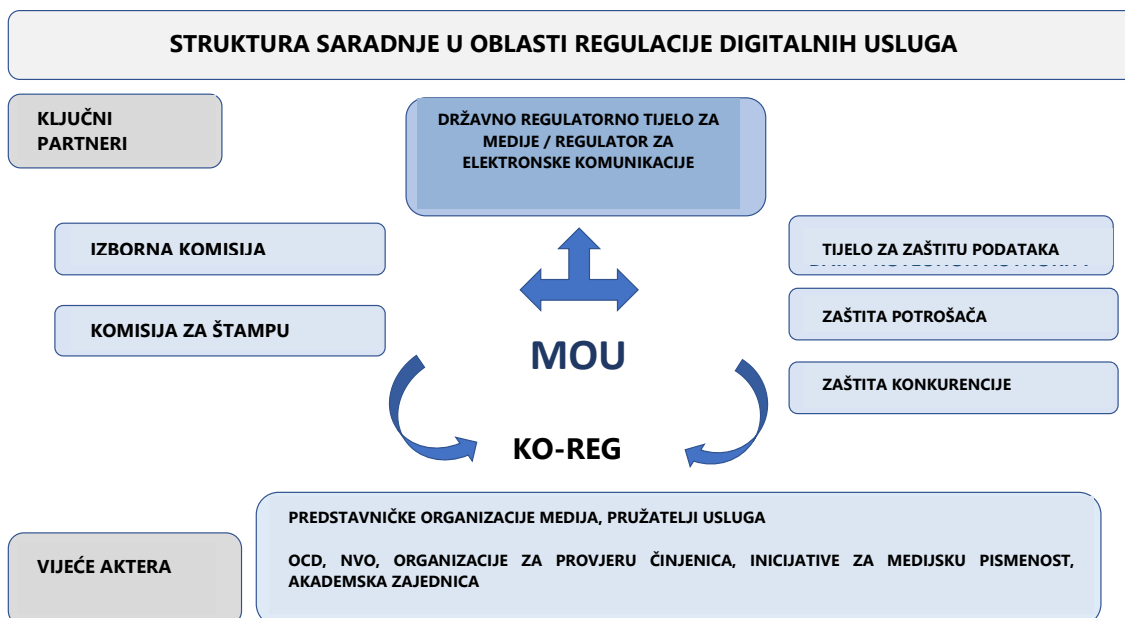 STRUKTURA SARADNJE U OBLASTI REGULACIJE DIGITALNIH USLUGA
KLJUČNI
PARTNERI
DRŽAVNO REGULATORNO TIJELO ZA
MEDIJE / REGULATOR ZA
ELEKTRONSKE KOMUNIKACIJE
IZBORNA KOMISIJA
KOMISIJA ZA ŠTAMPU
TIJELO ZA ZAŠTITU PODATAKA
ZAŠTITA POTROŠAČA
ZAŠTITA KONKURENCIJE
MOU
KO-REG
VIJEĆE AKTERA
PREDSTAVNIČKE ORGANIZACIJE MEDIJA, PRUŽATELJI USLUGA
OCD, NVO, ORGANIZACIJE ZA PROVJERU ČINJENICA, INICIJATIVE ZA MEDIJSKU PISMENOST,
AKADEMSKA ZAJEDNICA